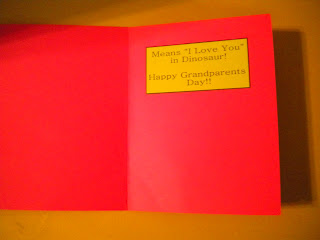 Means "I Love You"
in Dinosaur!
Happy Grandparents
Day!!